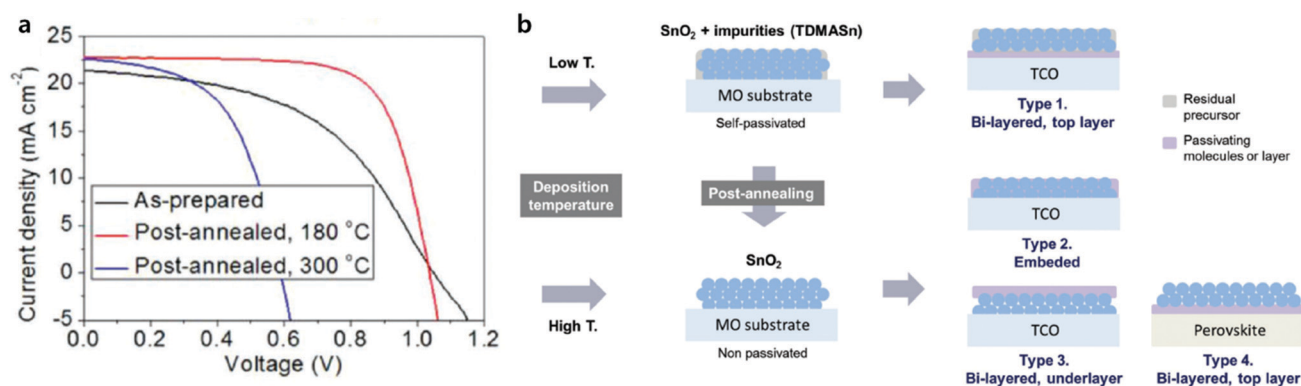 a
Current density (mA cm⁻²)
25
20
15
10
5
0
-5
As-prepared
Post-annealed, 180 °C
Post-annealed, 300 °C
0.0 0.2 0.4 0.6 0.8 1.0 1.2
Voltage (V)
b
Low T.
Deposition
temperature
High T.
SnO₂ + impurities (TDMASn)
MO substrate
Self-passivated
Post-annealing
SnO₂
MO substrate
Non passivated
TCO
Type 1.
Bi-layered, top layer
TCO
Type 2.
Embeded
TCO
Type 3.
Bi-layered, underlayer
Perovskite
Type 4.
Bi-layered, top layer
Residual
precursor
Passivating
molecules or layer